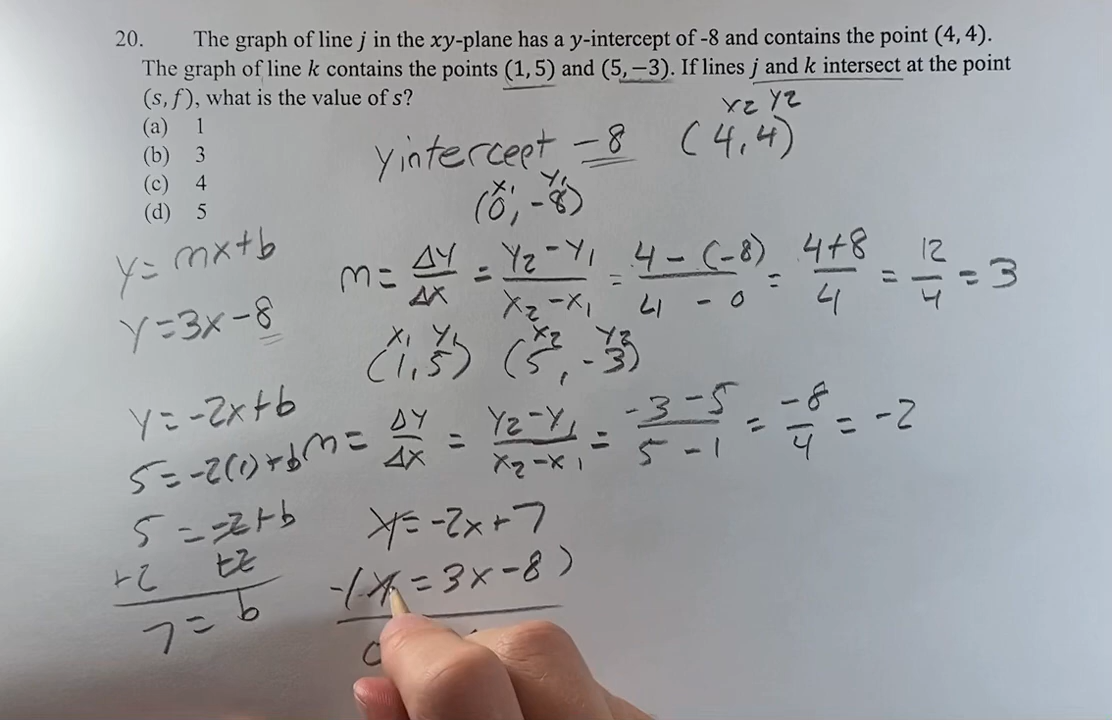 20. The graph of line j in the xy-plane has a y-intercept of -8 and contains the point (4, 4).
The graph of line k contains the points (1, 5) and (5, −3). If lines j and k intersect at the point
(s, f), what is the value of s?
(a) 1
(b) 3
(c) 4
(d) 5
x2 y2
y intercept -8 (4,4)
x1 y1
(0, -8)
y = mx+b
m = Δy/Δx = y2-y1/x2-x1 = 4-(-8)/4-0 = 4+8/4 = 12/4 = 3
y = 3x-8
x1 y1 x2 y2
(1,5) (5,-3)
y = -2x+b
m = Δy/Δx = y2-y1/x2-x1 = -3-5/5-1 = -8/4 = -2
5 = -2(1)+b
5 = -2+b
+2 +2
7 = b
y = -2x+7
-(y = 3x-8)
0